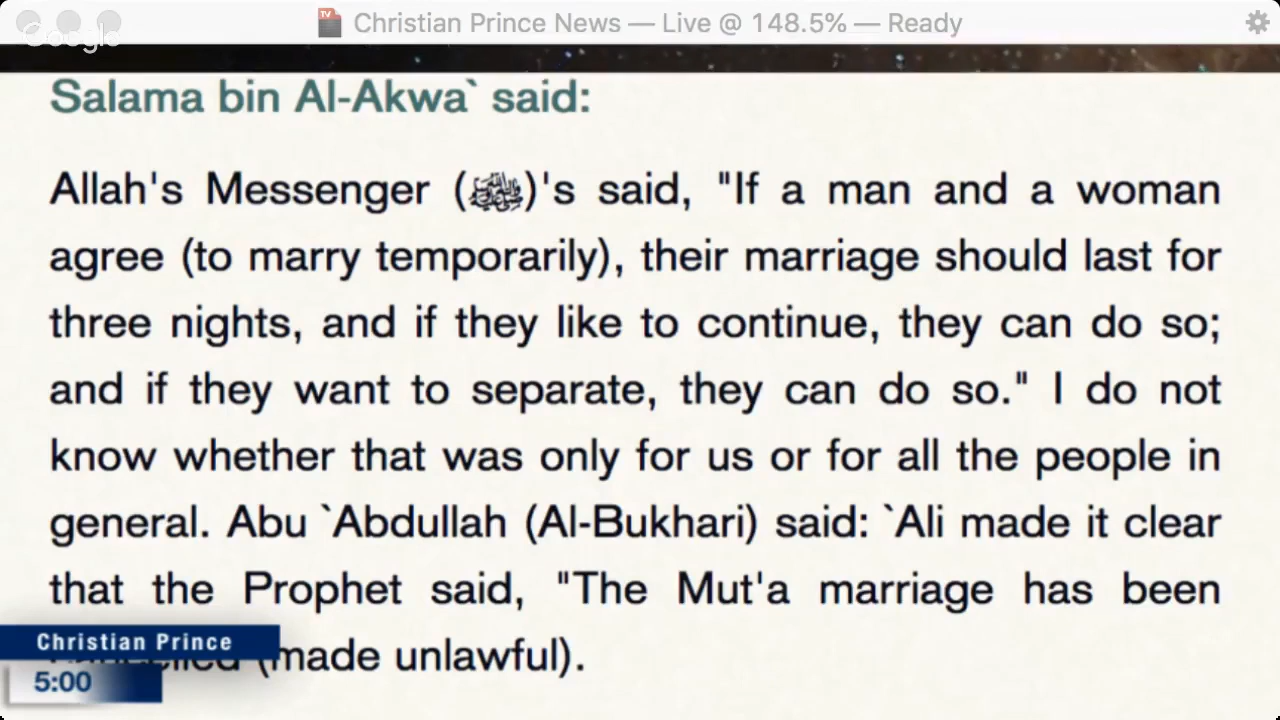 TV Christian Prince News — Live @ 148.5% — Ready
Google
Salama bin Al-Akwa` said:
Allah's Messenger (ﷺ)'s said, "If a man and a woman
agree (to marry temporarily), their marriage should last for
three nights, and if they like to continue, they can do so;
and if they want to separate, they can do so." I do not
know whether that was only for us or for all the people in
general. Abu `Abdullah (Al-Bukhari) said: `Ali made it clear
that the Prophet said, "The Mut'a marriage has been
(made unlawful).
Christian Prince
5:00